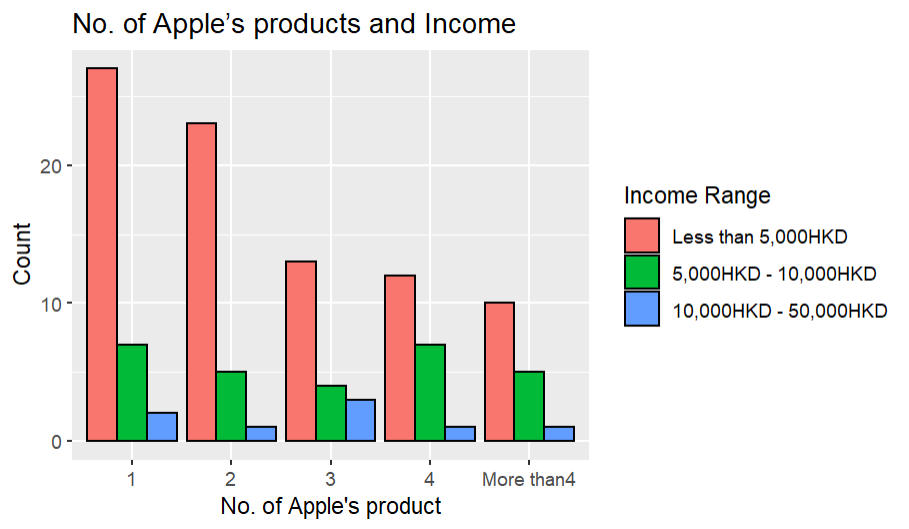 No. of Apple’s products and Income
Count
20
10
0
1 2 3 4 More than4
No. of Apple's product
Income Range
Less than 5,000HKD
5,000HKD - 10,000HKD
10,000HKD - 50,000HKD